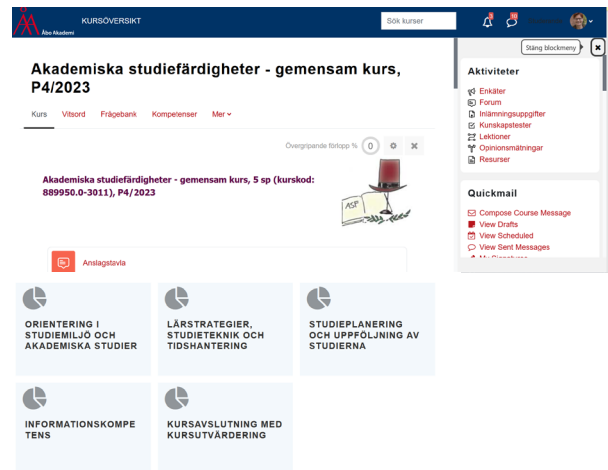 KURSÖVERSIKT
Sök kurser
Åbo Akademi
Stäng blockmeny
Akademiska studiefärdigheter - gemensam kurs,
P4/2023
Kurs Vitsord Frågebank Kompetenser Mer
Övergripande förlopp % 0
Akademiska studiefärdigheter - gemensam kurs, 5 sp (kurskod:
889950.0-3011), P4/2023
ASP
Anslagstavla
Aktiviteter
Enkäter
Forum
Inlämningsuppgifter
Kunskapstester
Lektioner
Opinionsmätningar
Resurser
Quickmail
Compose Course Message
View Drafts
View Scheduled
View Sent Messages
My Signatures
ORIENTERING I
STUDIEMILJÖ OCH
AKADEMISKA STUDIER
LÄRSTRATEGIER,
STUDIETEKNIK OCH
TIDSHANTERING
STUDIEPLANERING
OCH UPPFÖLJNING AV
STUDIERNA
INFORMATIONSKOMPE
TENS
KURSAVSLUTNING MED
KURSUTVÄRDERING